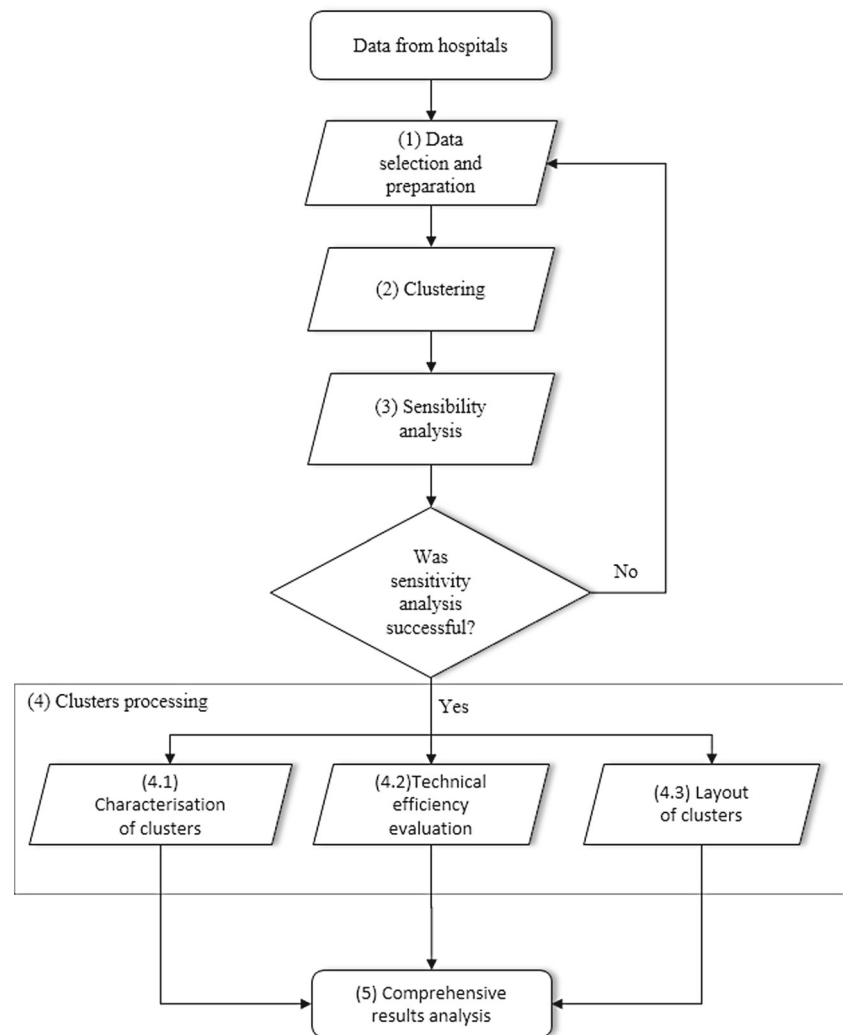 Data from hospitals
(1) Data
selection and
preparation
(2) Clustering
(3) Sensibility
analysis
Was
sensitivity
analysis
successful?
No
(4) Clusters processing
Yes
(4.1)
Characterisation
of clusters
(4.2)Technical
efficiency
evaluation
(4.3) Layout
of clusters
(5) Comprehensive
results analysis